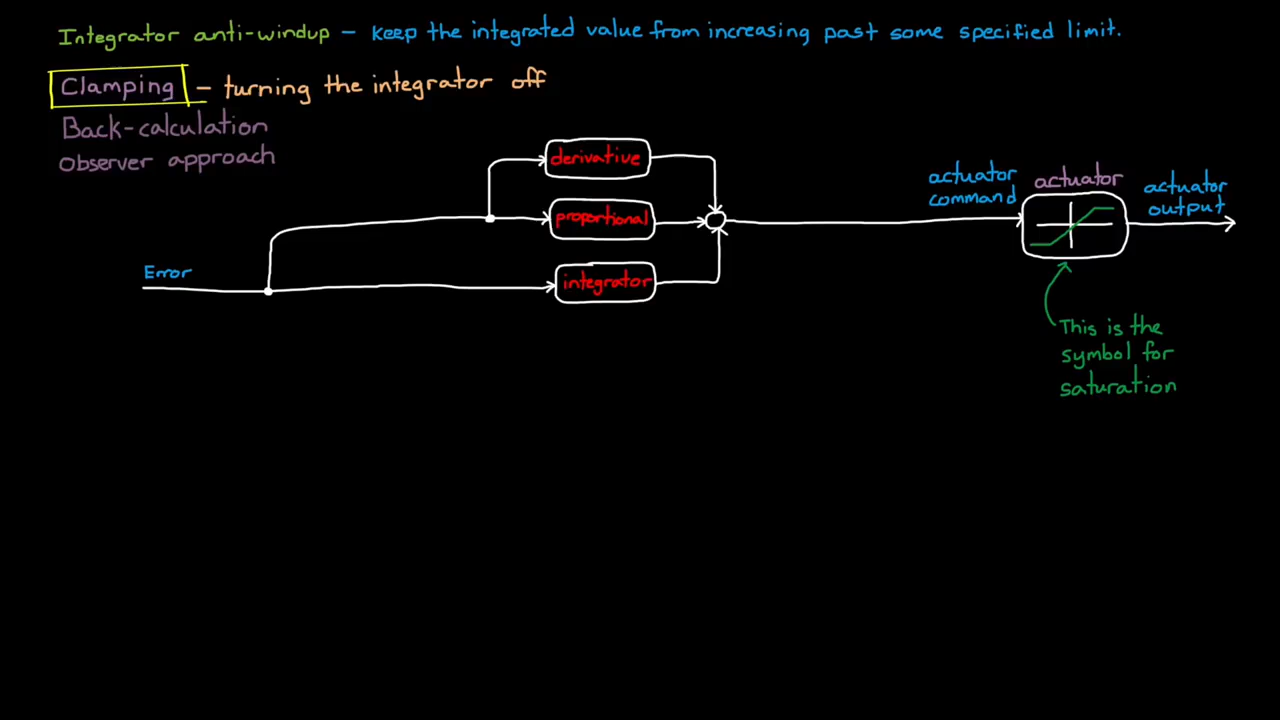 Integrator anti-windup – keep the integrated value from increasing past some specified limit.
Clamping – turning the integrator off
Back-calculation
observer approach
derivative
proportional
integrator
Error
actuator
command
actuator
actuator
output
This is the
symbol for
saturation